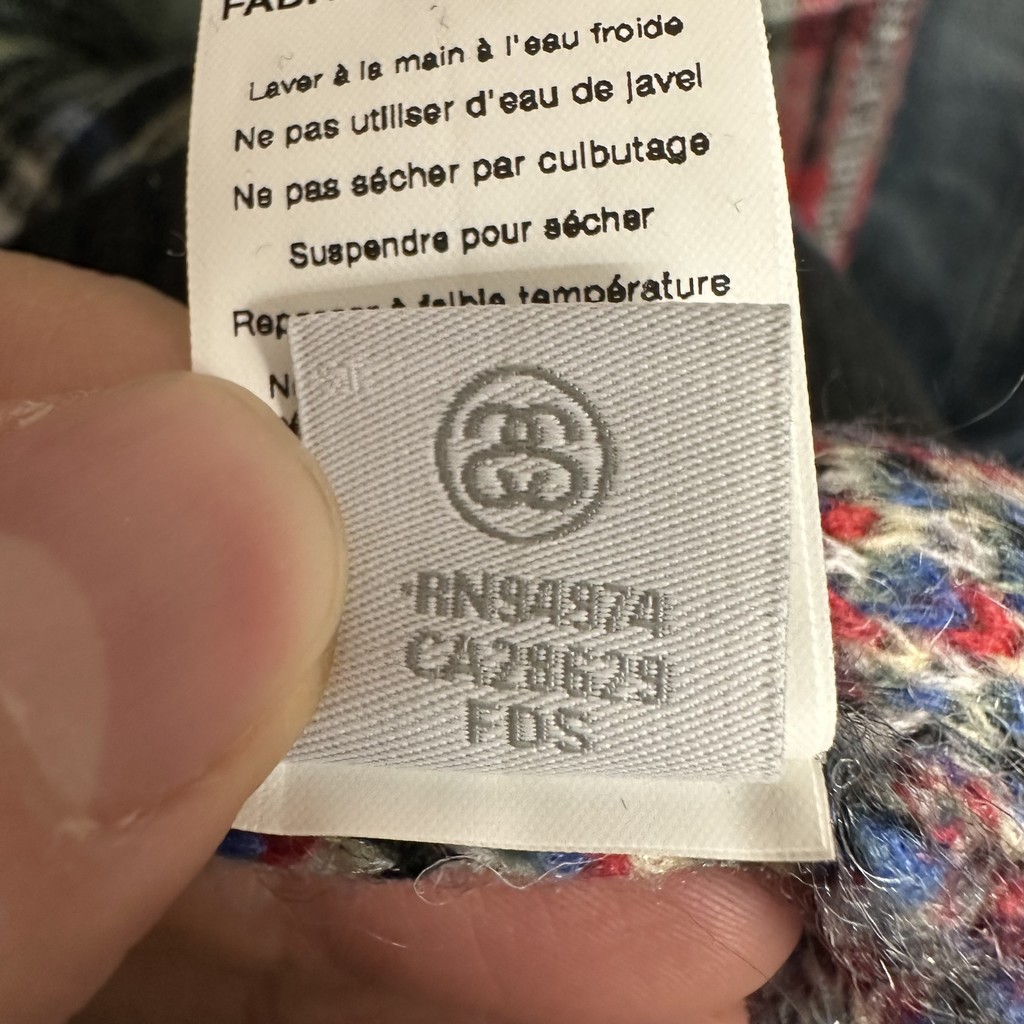 Laver à la main à l'eau froide
Ne pas utiliser d'eau de javel
Ne pas sécher par culbutage
Suspendre pour sécher
à faible température
RN94974
CA28629
FDS